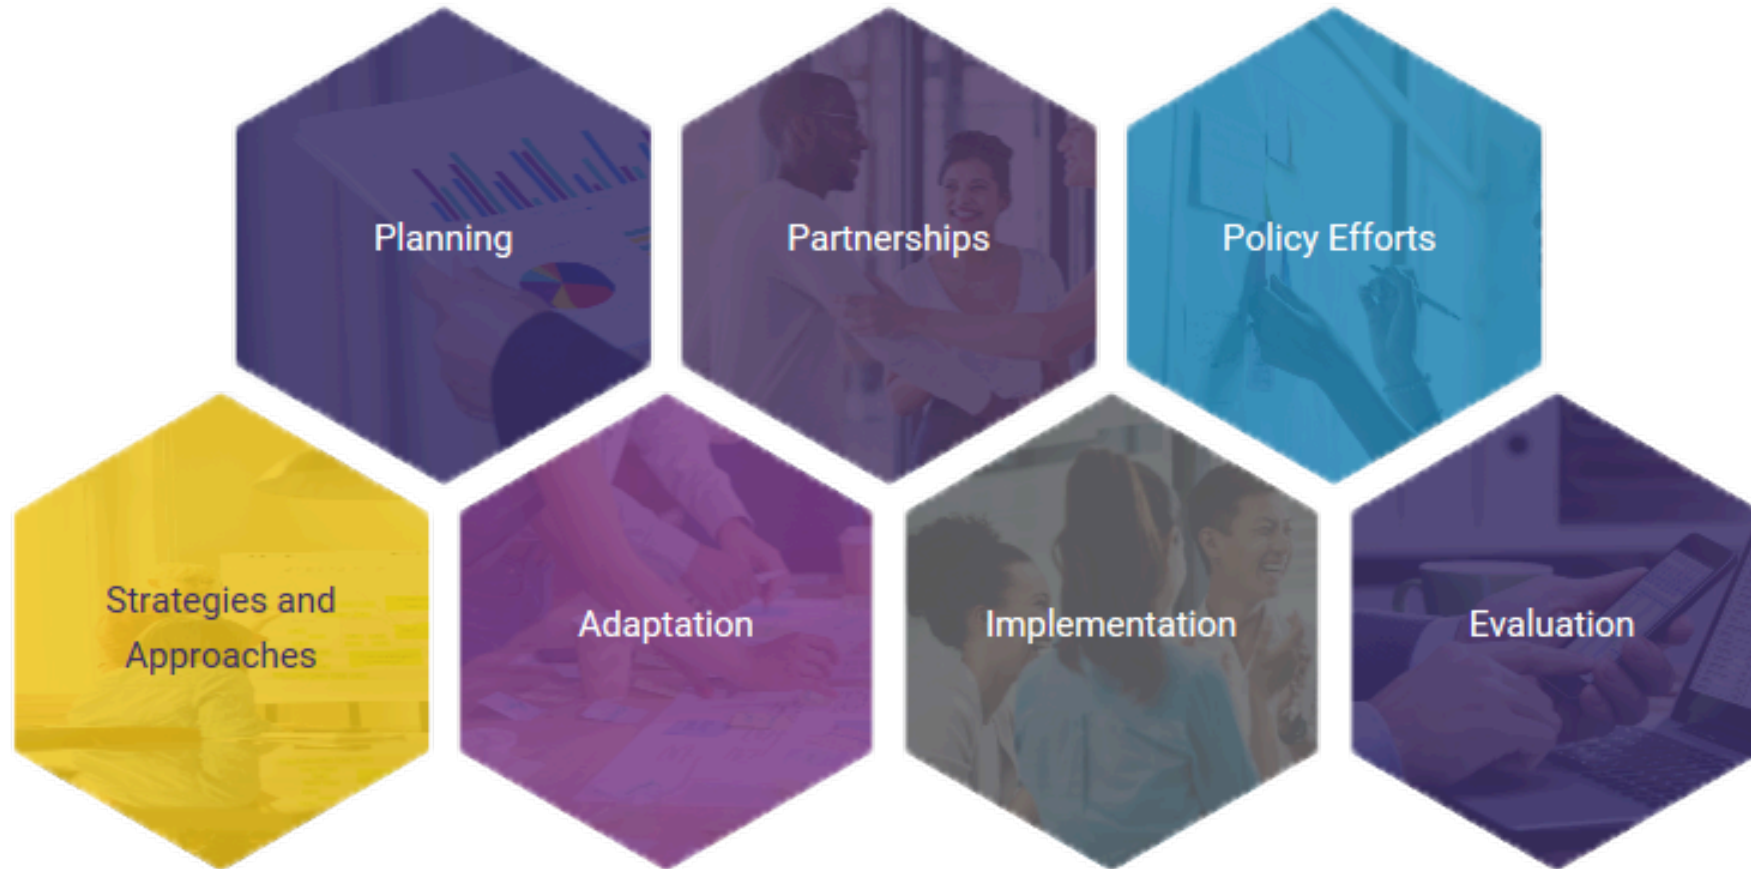 Planning
Partnerships
Policy Efforts
Strategies and
Approaches
Adaptation
Implementation
Evaluation